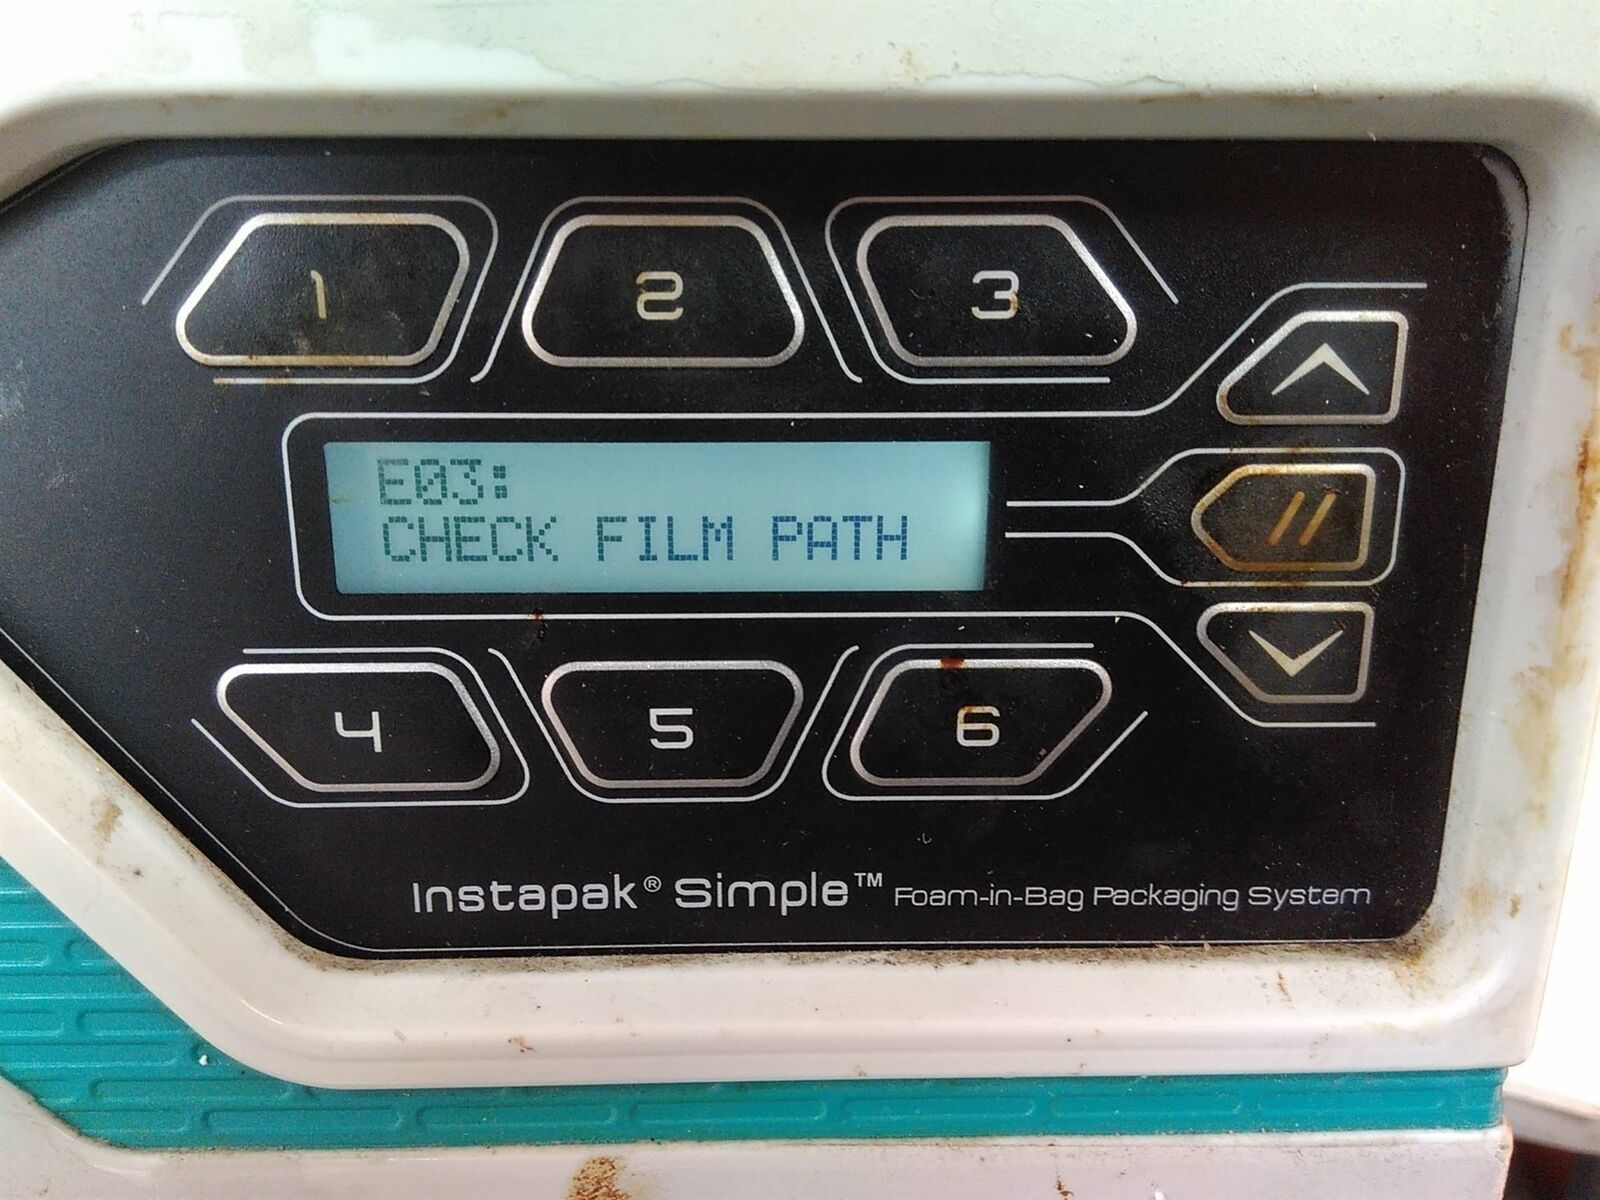 1 2 3
E03:
CHECK FILM PATH
//
4 5 6
Instapak® Simple™ Foam-in-Bag Packaging System